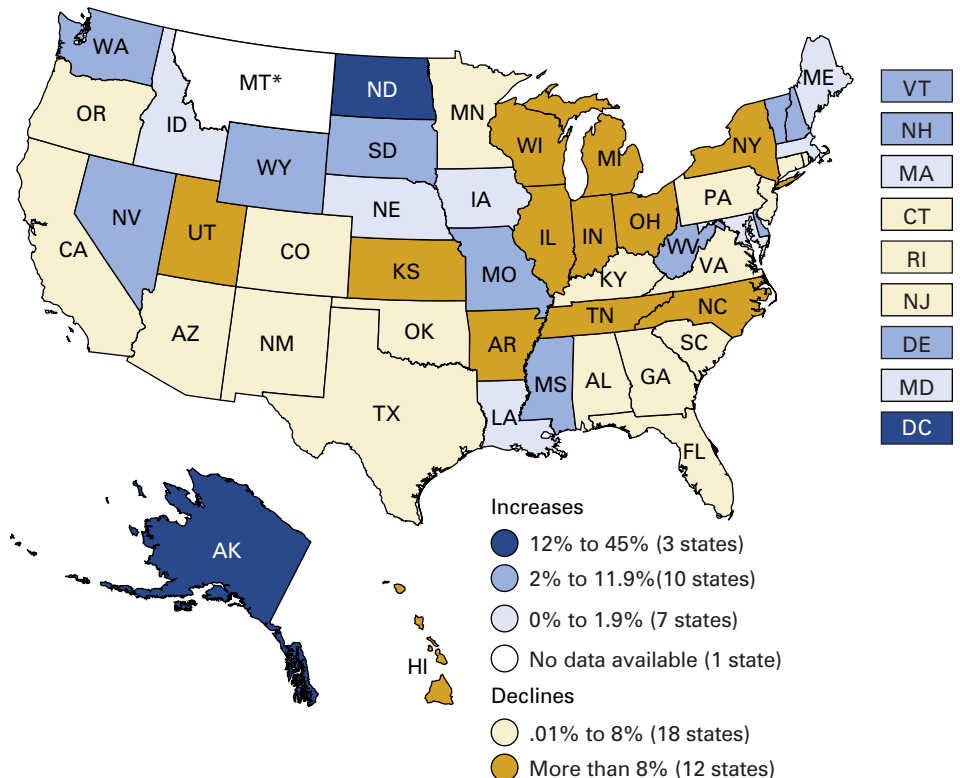 WA
MT*
ND
ME
OR
ID
MN
VT
NH
WY
SD
WI
MI
NY
MA
NV
NE
IA
PA
CT
UT
CO
IL
IN
OH
RI
CA
KS
MO
WV
VA
KY
NJ
AZ
NM
OK
AR
TN
NC
DE
SC
MS
AL
GA
MD
TX
LA
DC
FL
AK
HI
Increases
12% to 45% (3 states)
2% to 11.9%(10 states)
0% to 1.9% (7 states)
No data available (1 state)
Declines
.01% to 8% (18 states)
More than 8% (12 states)